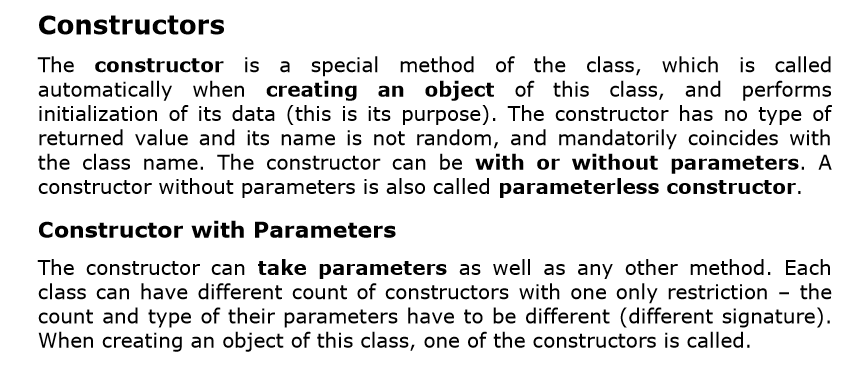 Constructors
The constructor is a special method of the class, which is called
automatically when creating an object of this class, and performs
initialization of its data (this is its purpose). The constructor has no type of
returned value and its name is not random, and mandatorily coincides with
the class name. The constructor can be with or without parameters. A
constructor without parameters is also called parameterless constructor.
Constructor with Parameters
The constructor can take parameters as well as any other method. Each
class can have different count of constructors with one only restriction – the
count and type of their parameters have to be different (different signature).
When creating an object of this class, one of the constructors is called.